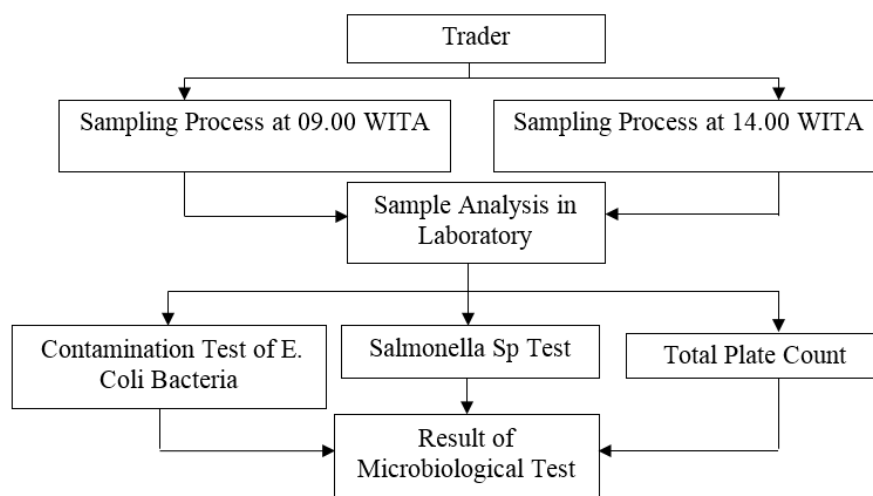 Trader
Sampling Process at 09.00 WITA
Sampling Process at 14.00 WITA
Sample Analysis in
Laboratory
Contamination Test of E.
Coli Bacteria
Salmonella Sp Test
Total Plate Count
Result of
Microbiological Test